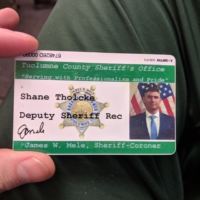 Tuolumne County Sheriff's Office
"Serving with Professionalism and Pride"
Shane Tholcke
Deputy Sheriff Rec
James W. Mele, Sheriff-Coroner